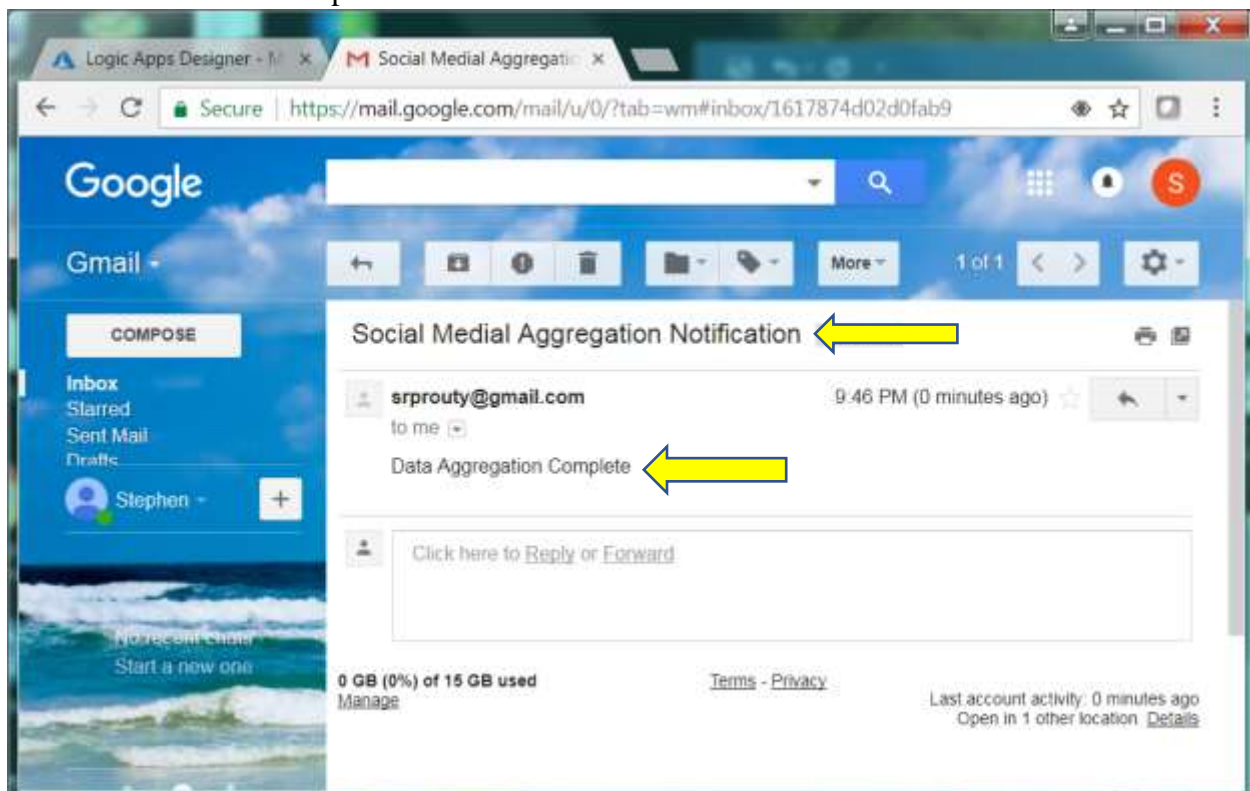 Logic Apps Designer - M
Social Medial Aggregatio
Secure | https://mail.google.com/mail/u/0/?tab=wm#inbox/1617874d02d0fab9
Google
S
Gmail
More
1 of 1
COMPOSE
Social Medial Aggregation Notification
Inbox
Starred
Sent Mail
Drafts
srprouty@gmail.com
9:46 PM (0 minutes ago)
to me
Data Aggregation Complete
Stephen
Click here to Reply or Forward
No recent chats
Start a new one
0 GB (0%) of 15 GB used
Manage
Terms - Privacy
Last account activity: 0 minutes ago
Open in 1 other location Details